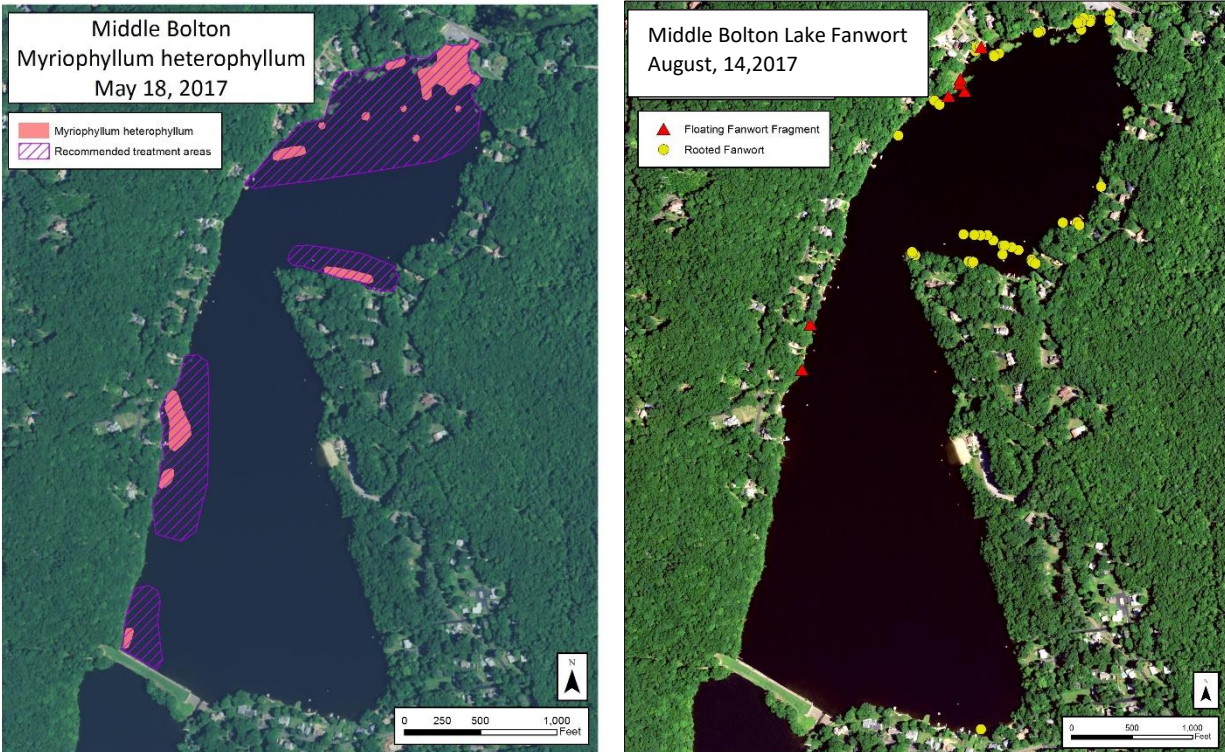 Middle Bolton
Myriophyllum heterophyllum
May 18, 2017
Myriophyllum heterophyllum
Recommended treatment areas
N
0 250 500 1,000
Feet
Middle Bolton Lake Fanwort
August, 14,2017
Floating Fanwort Fragment
Rooted Fanwort
N
0 500 1,000
Feet